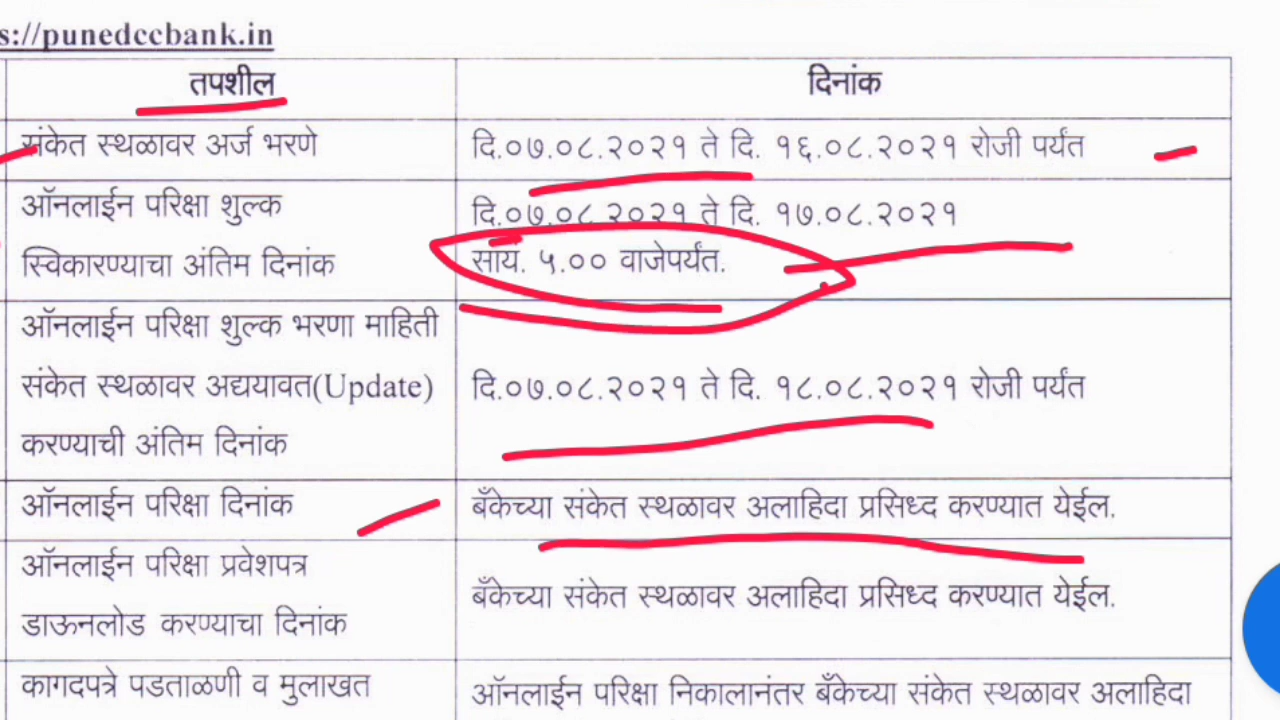 s://punedccbank.in
तपशील
दिनांक
संकेत स्थळावर अर्ज भरणे
दि.०७.०८.२०२१ ते दि. १६.०८.२०२१ रोजी पर्यंत
ऑनलाईन परिक्षा शुल्क
स्विकारण्याचा अंतिम दिनांक
दि.०७.०८.२०२१ ते दि. १७.०८.२०२१
सायं. ५.०० वाजेपर्यंत.
ऑनलाईन परिक्षा शुल्क भरणा माहिती
संकेत स्थळावर अद्ययावत(Update)
करण्याची अंतिम दिनांक
दि.०७.०८.२०२१ ते दि. १८.०८.२०२१ रोजी पर्यंत
ऑनलाईन परिक्षा दिनांक
बँकेच्या संकेत स्थळावर अलाहिदा प्रसिध्द करण्यात येईल.
ऑनलाईन परिक्षा प्रवेशपत्र
डाऊनलोड करण्याचा दिनांक
बँकेच्या संकेत स्थळावर अलाहिदा प्रसिध्द करण्यात येईल.
कागदपत्रे पडताळणी व मुलाखत
ऑनलाईन परिक्षा निकालानंतर बँकेच्या संकेत स्थळावर अलाहिदा